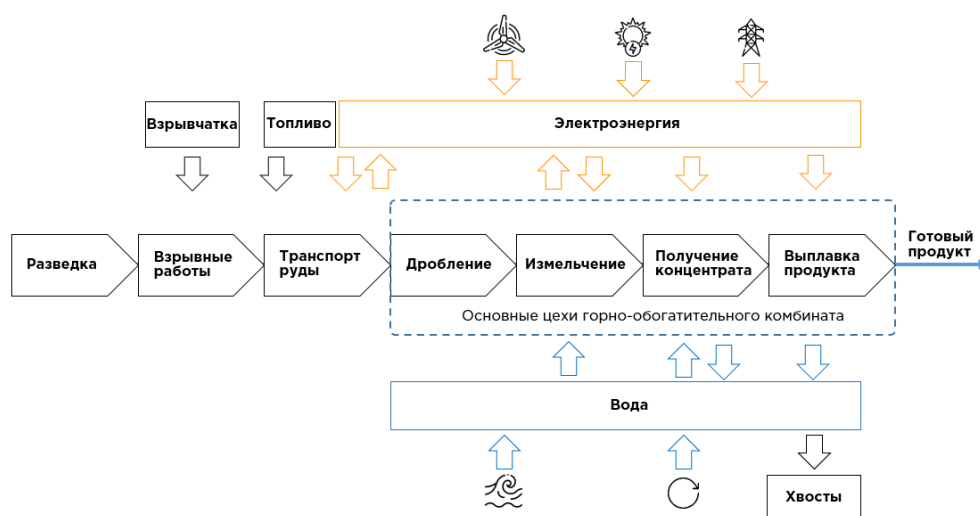 Взрывчатка
Топливо
Электроэнергия
Разведка
Взрывные
работы
Транспорт
руды
Дробление
Измельчение
Получение
концентрата
Выплавка
продукта
Готовый
продукт
Основные цехи горно-обогатительного комбината
Вода
Хвосты